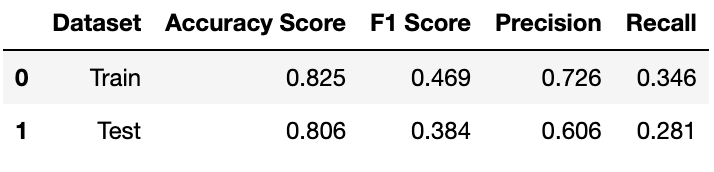 Dataset Accuracy Score F1 Score Precision Recall
0 Train 0.825 0.469 0.726 0.346
1 Test 0.806 0.384 0.606 0.281